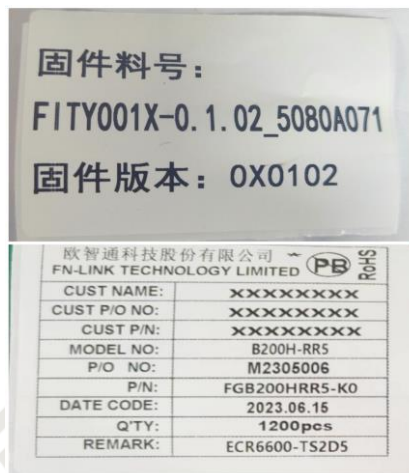 固件料号：
FITY001X-0.1.02_5080A071
固件版本：0X0102
欧智通科技股份有限公司
FN-LINK TECHNOLOGY LIMITED PB RoHS
CUST NAME: XXXXXXXX
CUST P/O NO: XXXXXXXX
CUST P/N: XXXXXXXX
MODEL NO: B200H-RR5
P/O NO: M2305006
P/N: FGB200HRR5-K0
DATE CODE: 2023.06.15
Q'TY: 1200pcs
REMARK: ECR6600-TS2D5